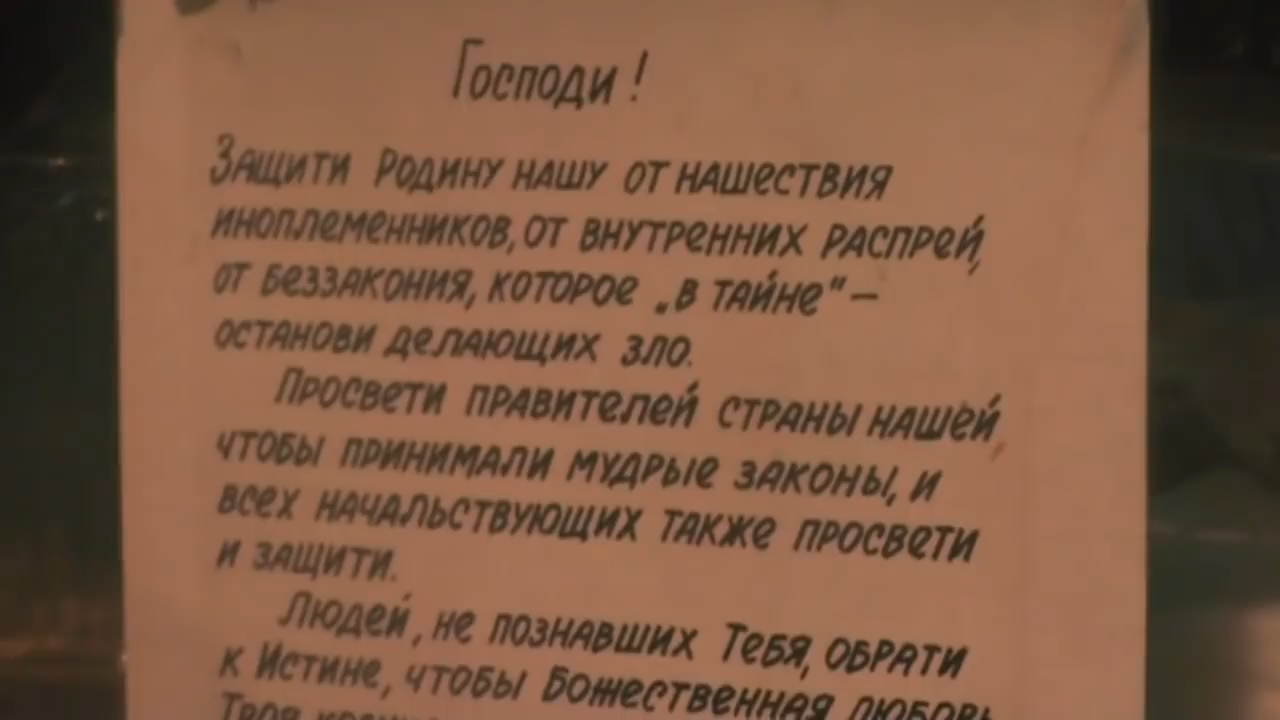 Господи!
Защити Родину нашу от нашествия
иноплеменников, от внутренних распрей,
от беззакония, которое „в тайне“ –
останови делающих зло.
Просвети правителей страны нашей,
чтобы принимали мудрые законы, и
всех начальствующих также просвети
и защити.
Людей, не познавших Тебя, обрати
к Истине, чтобы Божественная любовь
Твоя